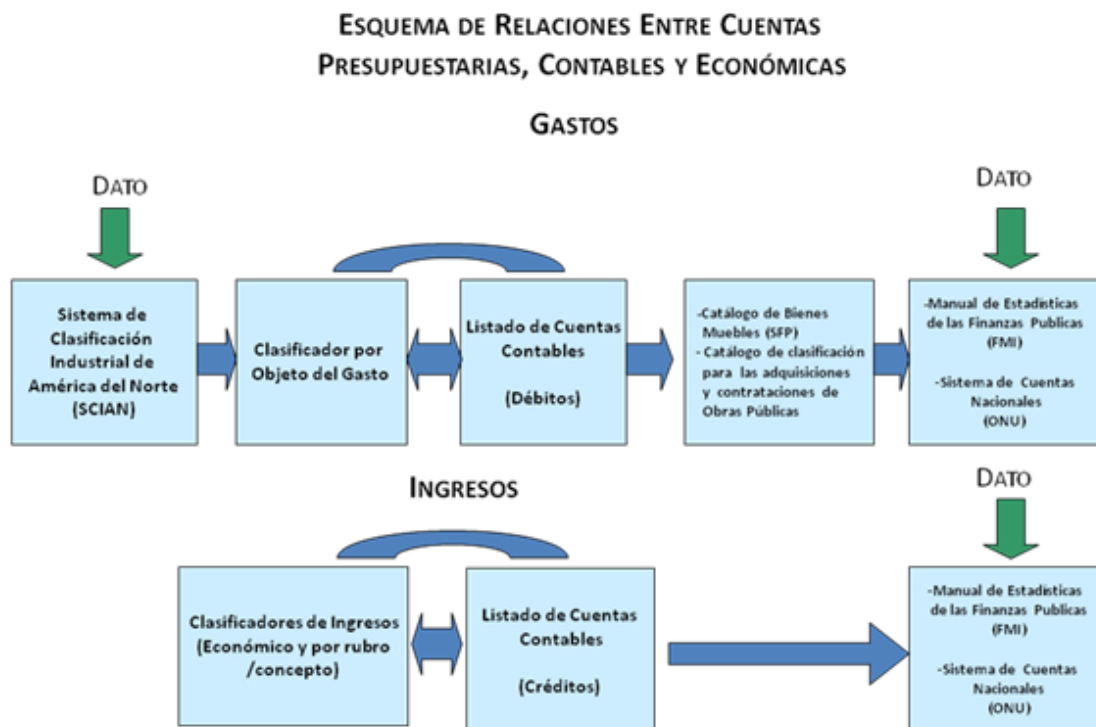 ESQUEMA DE RELACIONES ENTRE CUENTAS
PRESUPUESTARIAS, CONTABLES Y ECONÓMICAS
GASTOS
DATO
DATO
Sistema de
Clasificación
Industrial de
América del Norte
(SCIAN)
Clasificador por
Objeto del Gasto
Listado de Cuentas
Contables
(Débitos)
-Catálogo de Bienes
Muebles (SFP)
- Catálogo de clasificación
para las adquisiciones
y contrataciones de
Obras Públicas
-Manual de Estadísticas
de las Finanzas Publicas
(FMI)
-Sistema de Cuentas
Nacionales
(ONU)
INGRESOS
DATO
Clasificadores de Ingresos
(Económico y por rubro
/concepto)
Listado de Cuentas
Contables
(Créditos)
-Manual de Estadísticas
de las Finanzas Publicas
(FMI)
-Sistema de Cuentas
Nacionales
(ONU)